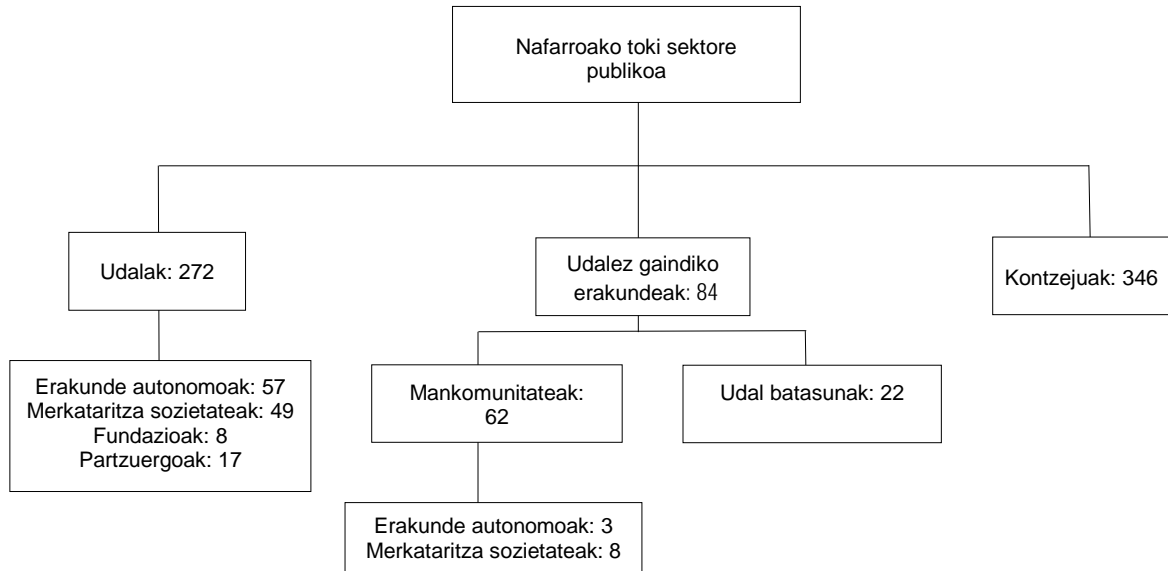 Nafarroako toki sektore
publikoa
Udalak: 272
Udalez gaindiko
erakundeak: 84
Kontzejuak: 346
Erakunde autonomoak: 57
Merkataritza sozietateak: 49
Fundazioak: 8
Partzuergoak: 17
Mankomunitateak:
62
Udal batasunak: 22
Erakunde autonomoak: 3
Merkataritza sozietateak: 8